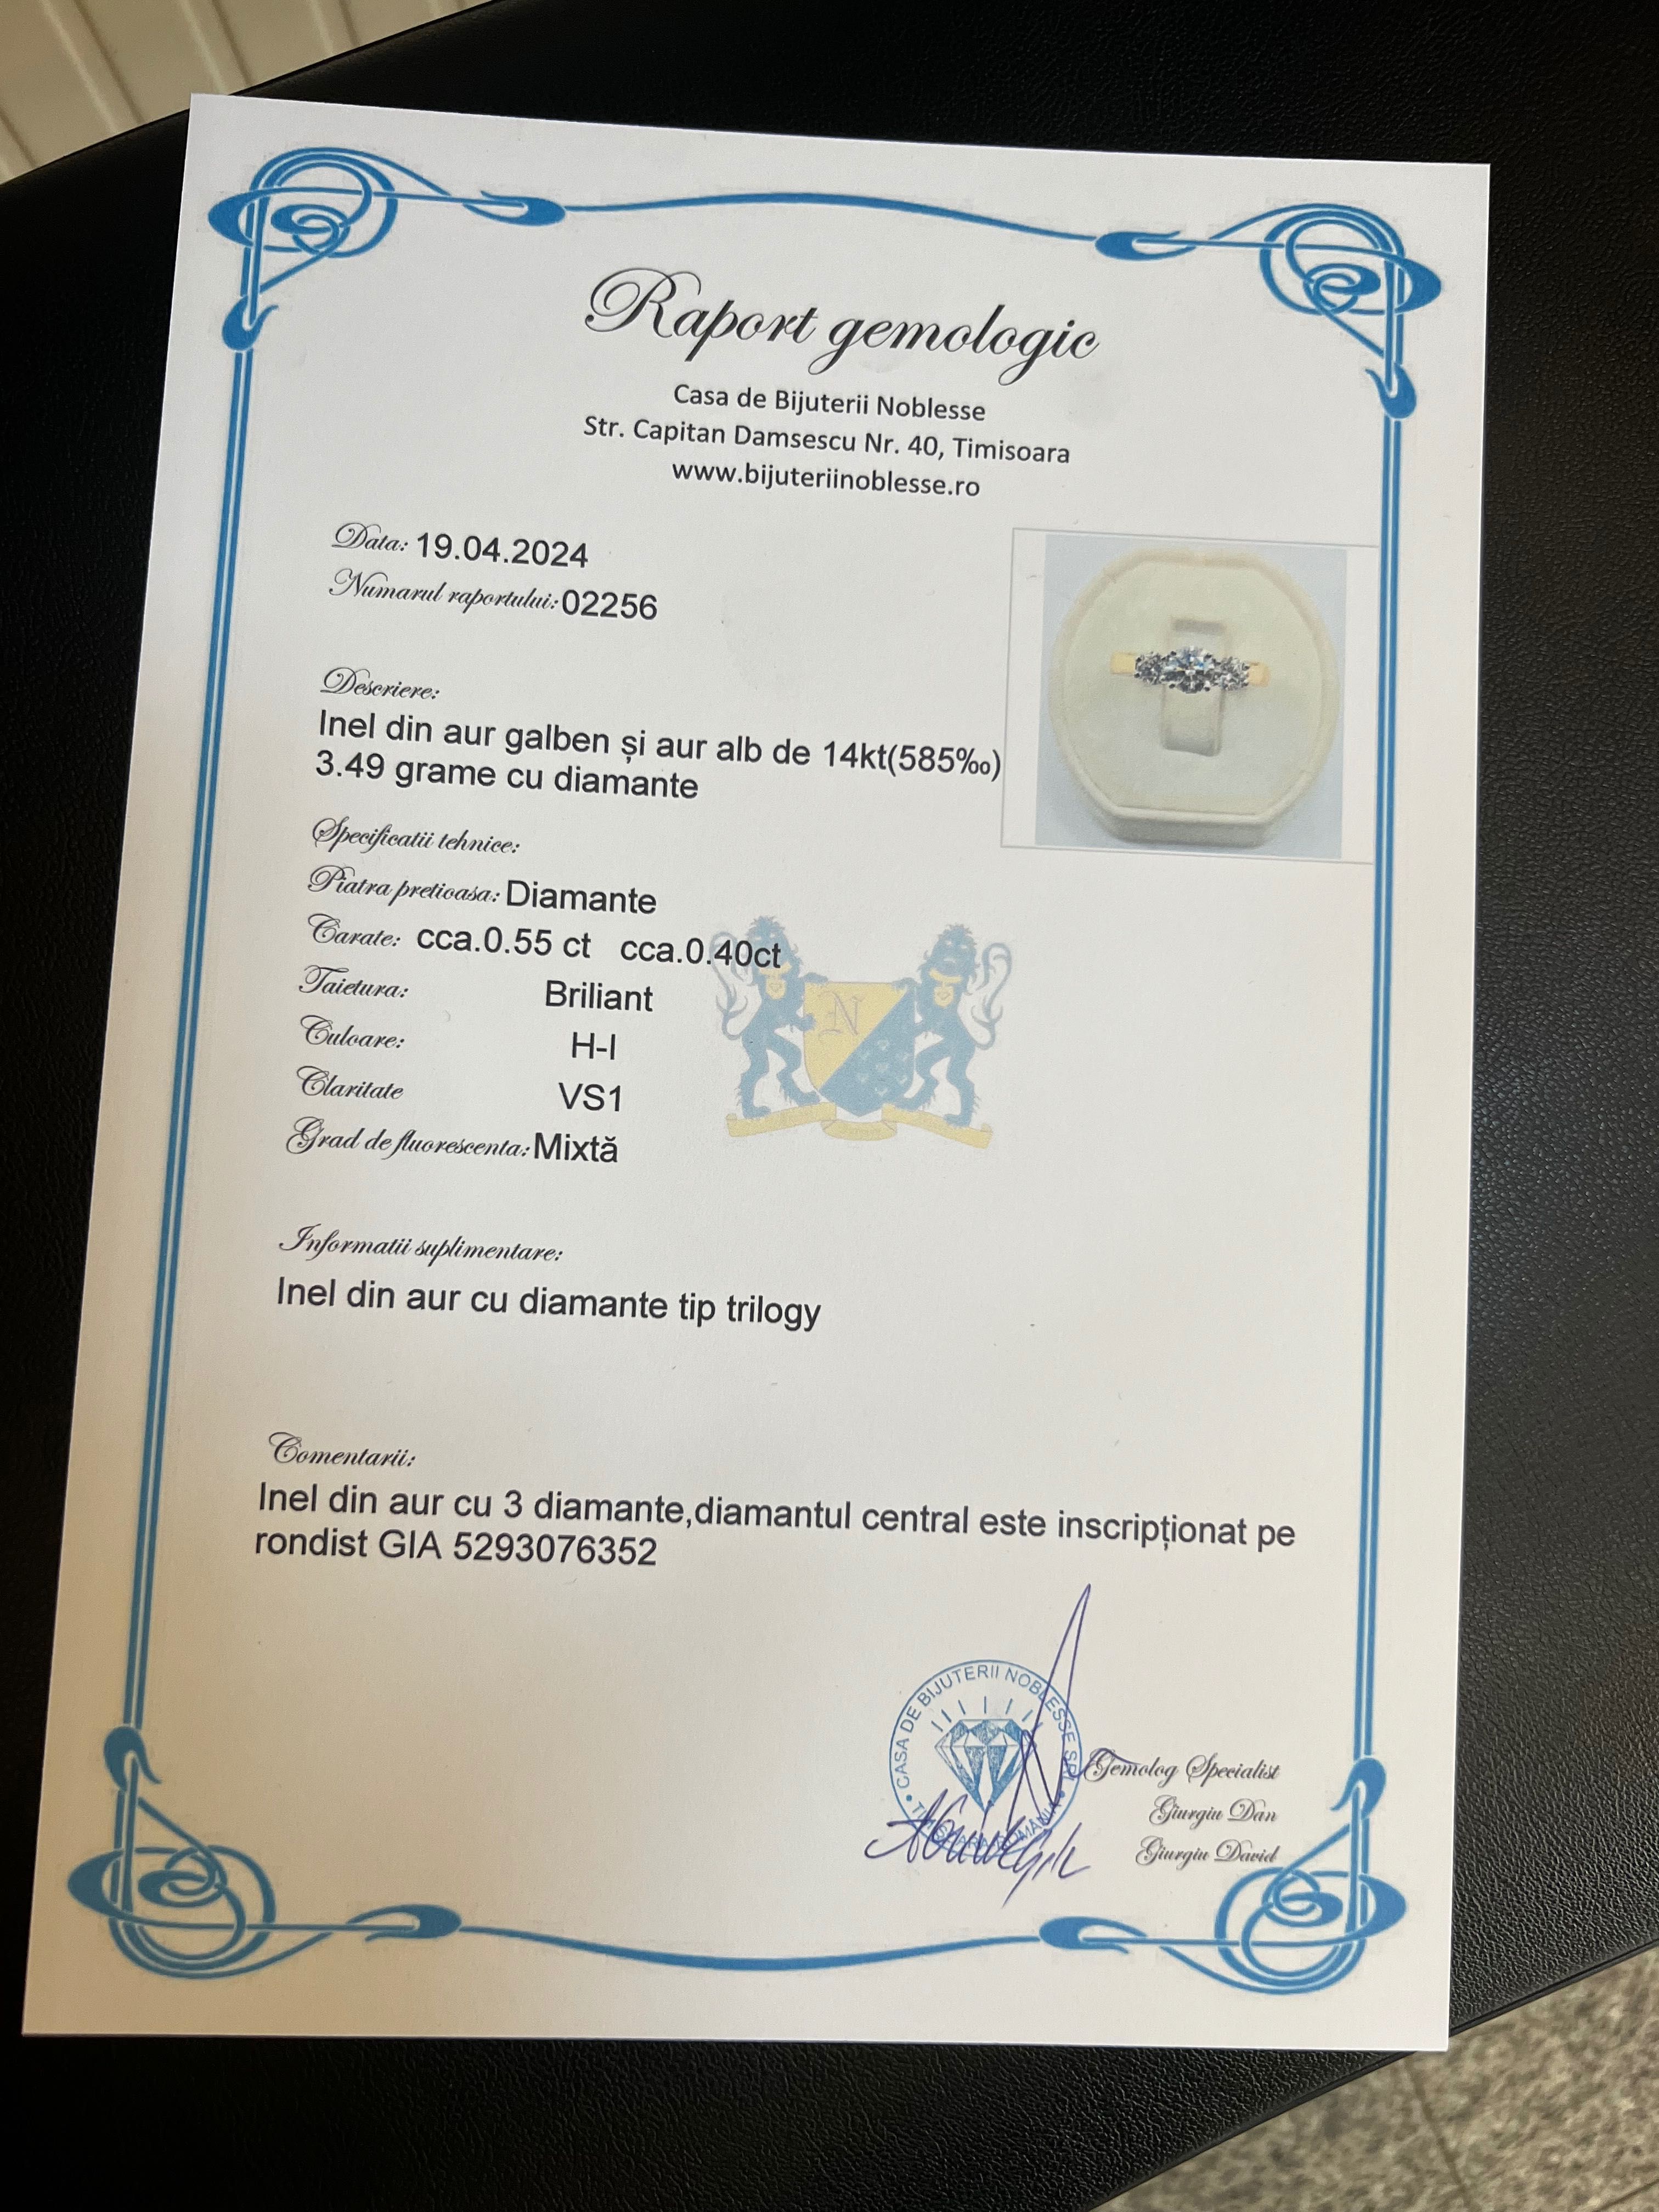 Raport gemologic
Casa de Bijuterii Noblesse
Str. Capitan Damsescu Nr. 40, Timisoara
www.bijuteriinoblesse.ro
Data: 19.04.2024
Numarul raportului: 02256
Descriere:
Inel din aur galben și aur alb de 14kt(585‰)
3.49 grame cu diamante
Specificatii tehnice:
Piatra pretioasa: Diamante
Carate: cca.0.55 ct cca.0.40ct
Taietura: Briliant
Culoare: H-I
Claritate VS1
Grad de fluorescenta: Mixtă
N
Informatii suplimentare:
Inel din aur cu diamante tip trilogy
Comentarii:
Inel din aur cu 3 diamante,diamantul central este inscripționat pe
rondist GIA 5293076352
CASA DE BIJUTERII NOBLESSE SRL
TIMISOARA-ROMÂNIA
Gemolog Specialist
Giurgiu Dan
Giurgiu David